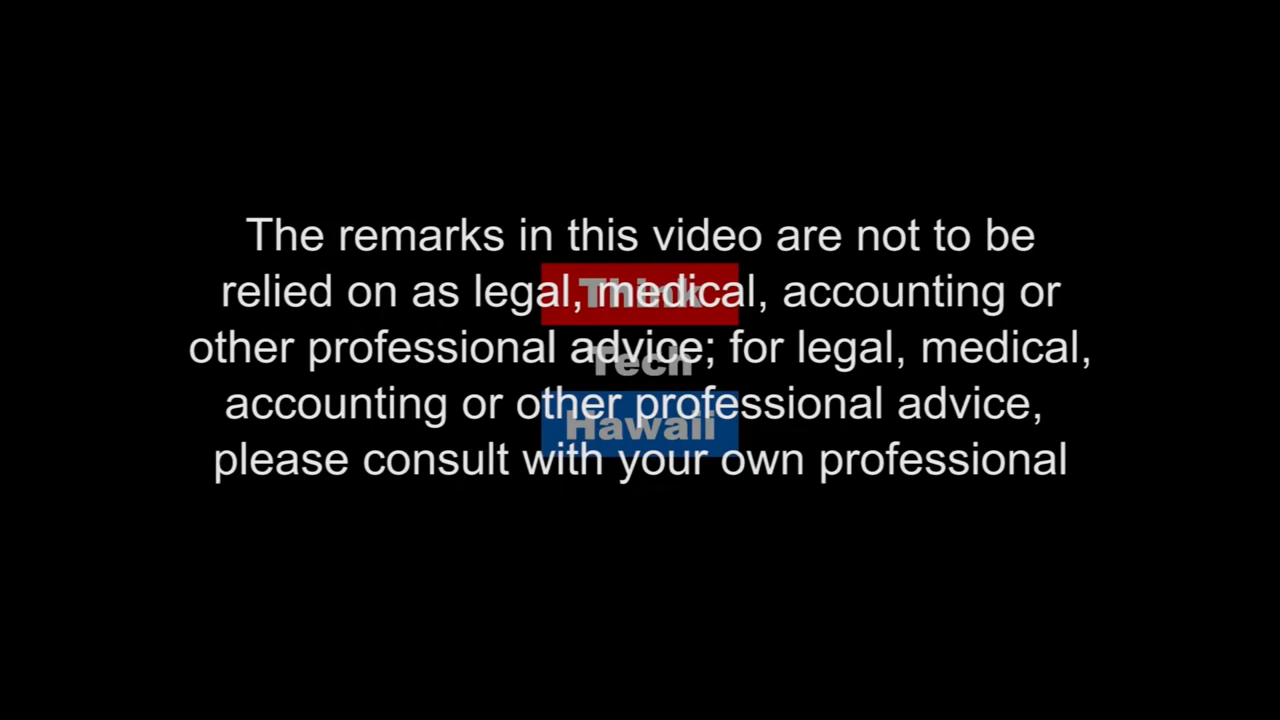 The remarks in this video are not to be
relied on as legal, medical, accounting or
other professional advice; for legal, medical,
accounting or other professional advice,
please consult with your own professional
Think
Tech
Hawaii